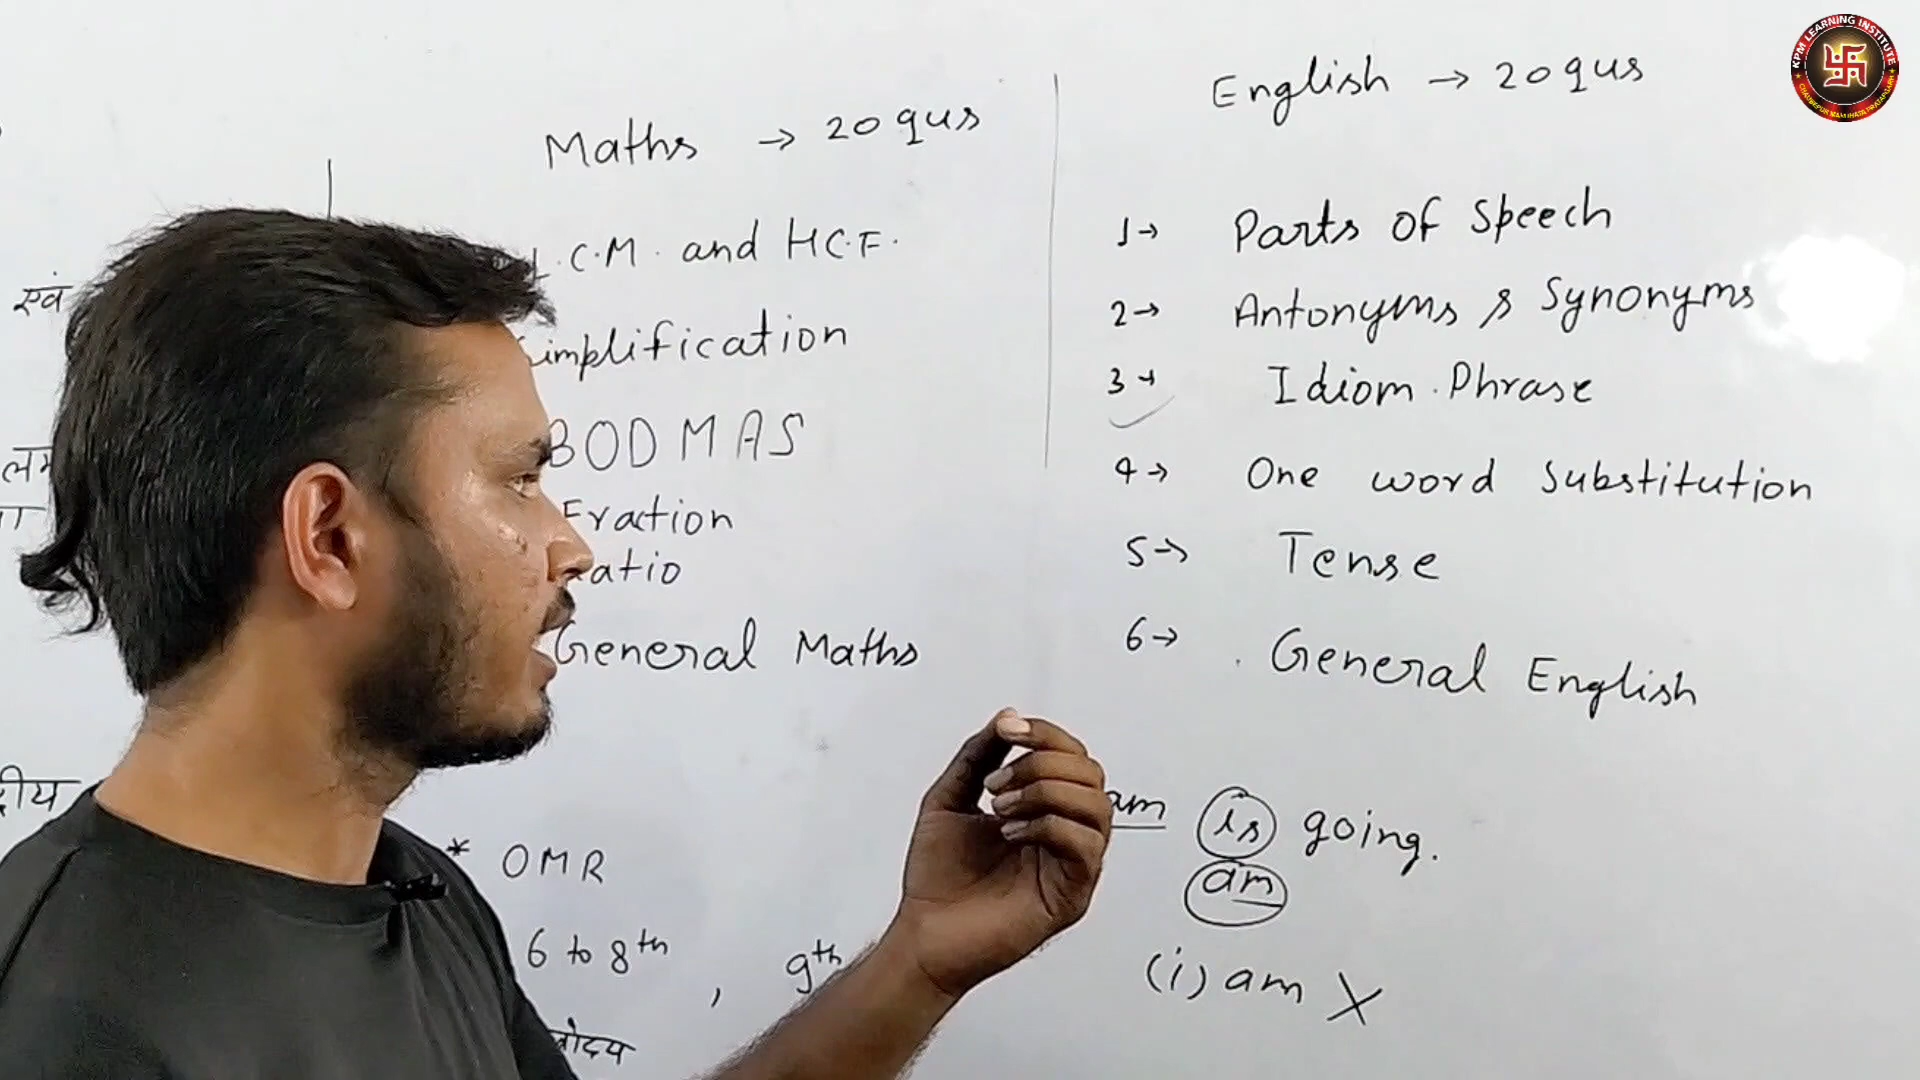 Maths → 20 qus
L.C.M. and H.C.F.
Simplification
BODMAS
Fraction
Ratio
General Maths
* OMR
6 to 8th , 9th
English → 20 qus
1→ Parts of Speech
2→ Antonyms & Synonyms
3→ Idiom. Phrase
4→ One word Substitution
5→ Tense
6→ General English
am is going.
am
(i) am X
एवं
KPM LEARNING INSTITUTE